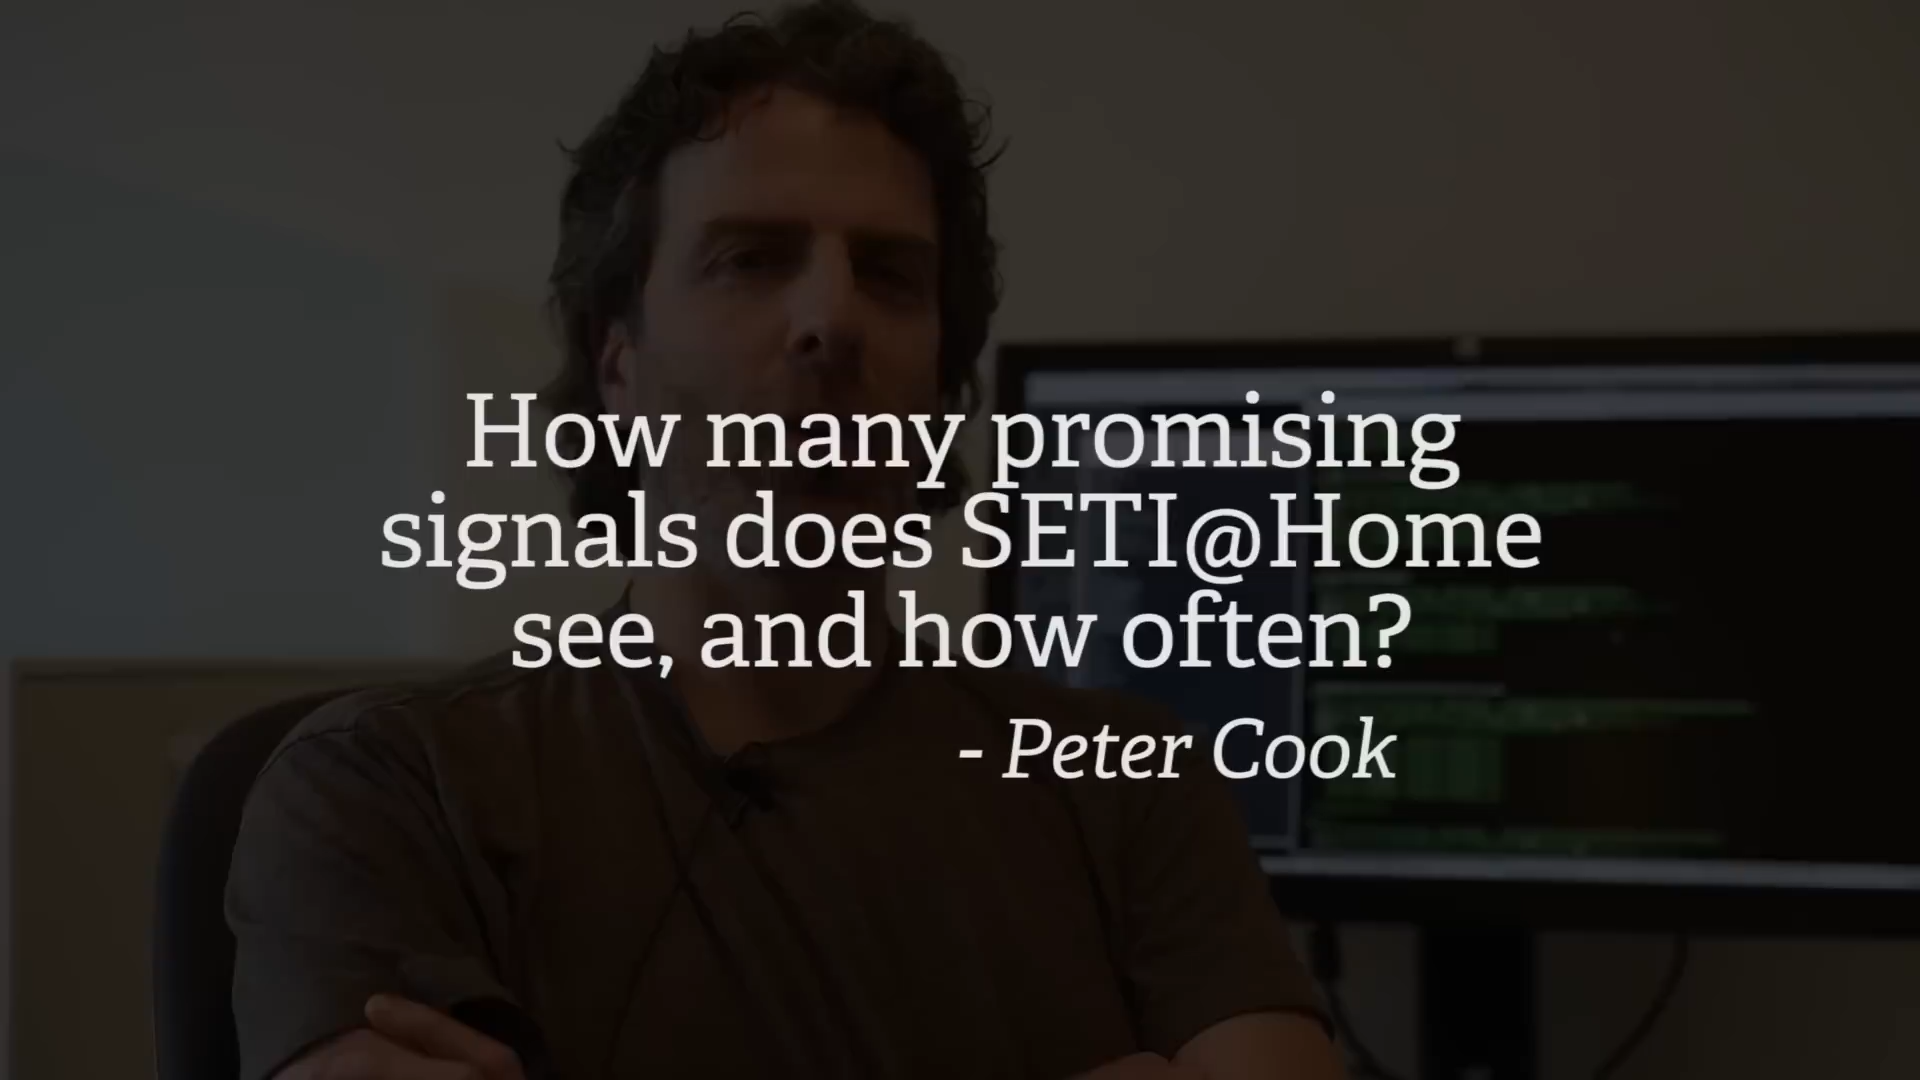 How many promising
signals does SETI@Home
see, and how often?
- Peter Cook